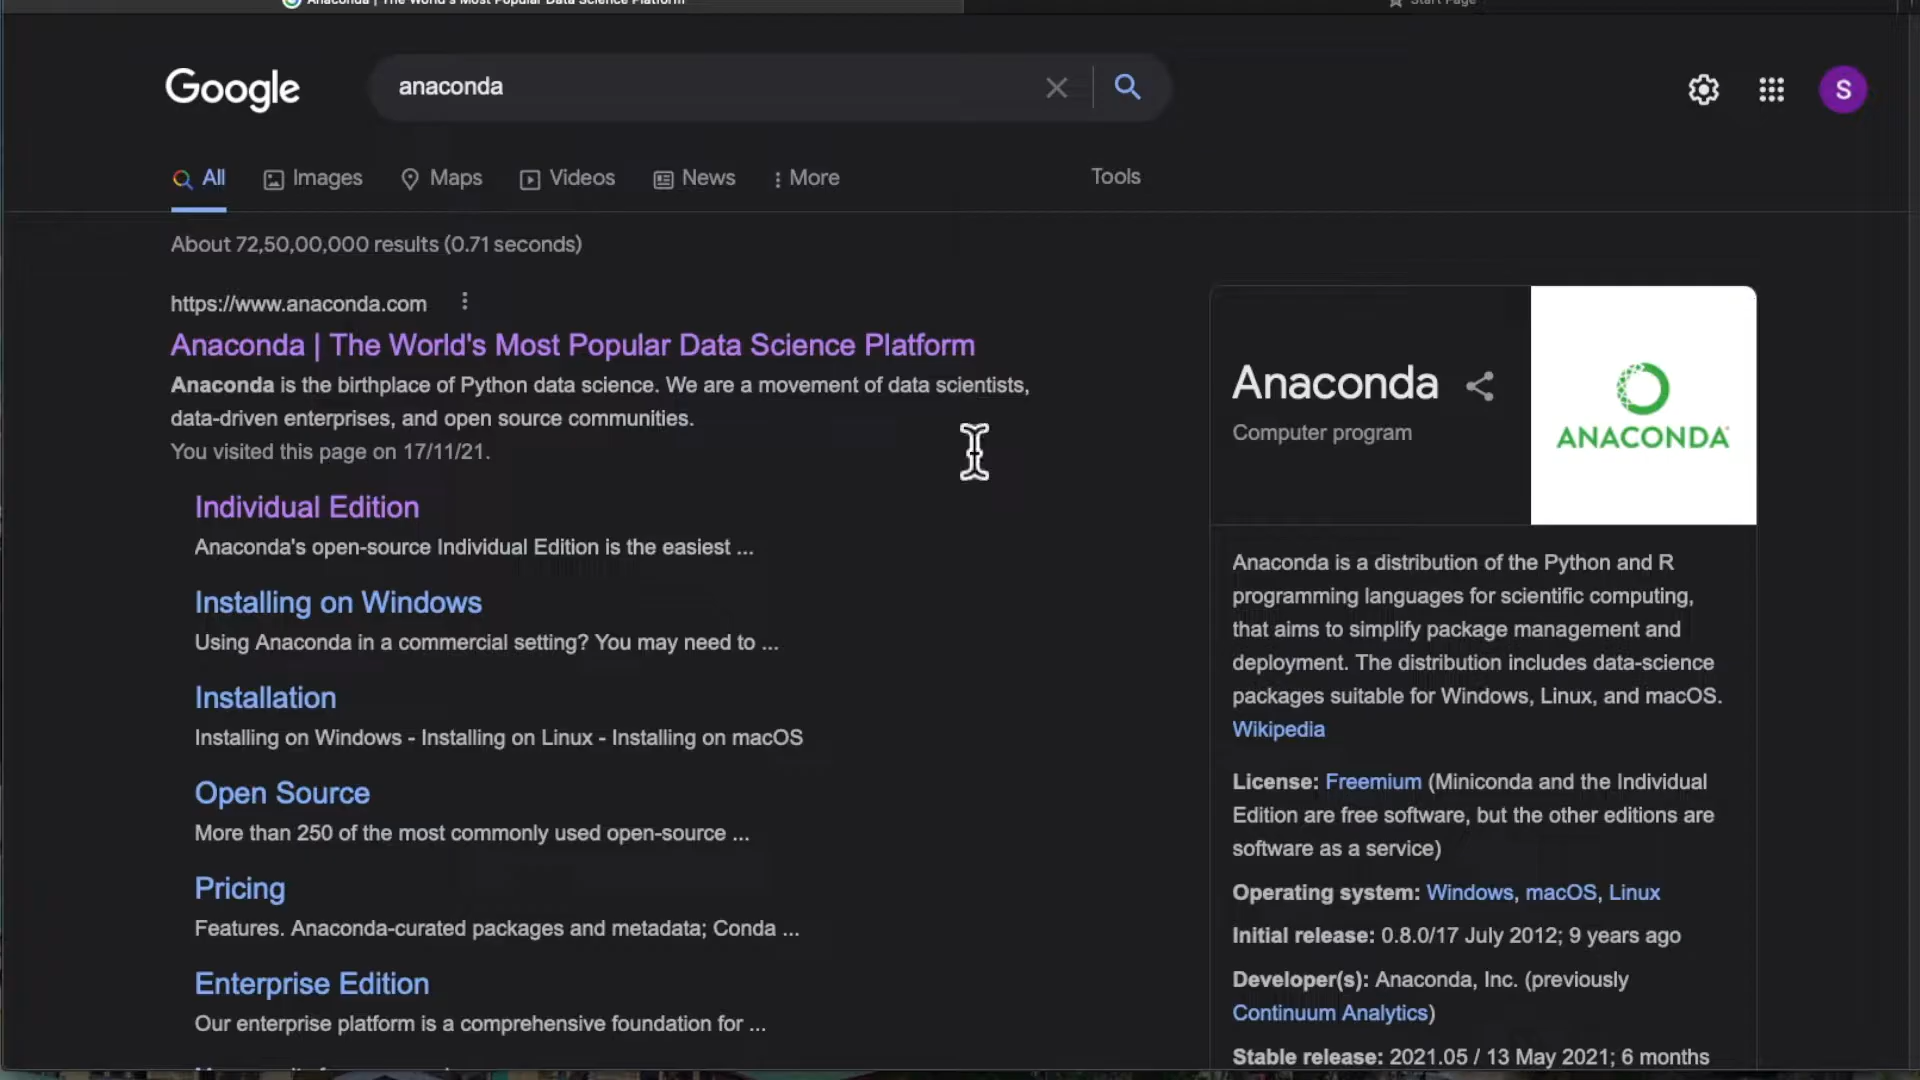 Anaconda | The World's Most Popular Data Science Platform
Start Page
Google
anaconda
S
All
Images
Maps
Videos
News
More
Tools
About 72,50,00,000 results (0.71 seconds)
https://www.anaconda.com
Anaconda | The World's Most Popular Data Science Platform
Anaconda is the birthplace of Python data science. We are a movement of data scientists,
data-driven enterprises, and open source communities.
You visited this page on 17/11/21.
Individual Edition
Anaconda's open-source Individual Edition is the easiest ...
Installing on Windows
Using Anaconda in a commercial setting? You may need to ...
Installation
Installing on Windows - Installing on Linux - Installing on macOS
Open Source
More than 250 of the most commonly used open-source ...
Pricing
Features. Anaconda-curated packages and metadata; Conda ...
Enterprise Edition
Our enterprise platform is a comprehensive foundation for ...
Anaconda
Computer program
ANACONDA
Anaconda is a distribution of the Python and R
programming languages for scientific computing,
that aims to simplify package management and
deployment. The distribution includes data-science
packages suitable for Windows, Linux, and macOS.
Wikipedia
License: Freemium (Miniconda and the Individual
Edition are free software, but the other editions are
software as a service)
Operating system: Windows, macOS, Linux
Initial release: 0.8.0/17 July 2012; 9 years ago
Developer(s): Anaconda, Inc. (previously
Continuum Analytics)
Stable release: 2021.05 / 13 May 2021; 6 months